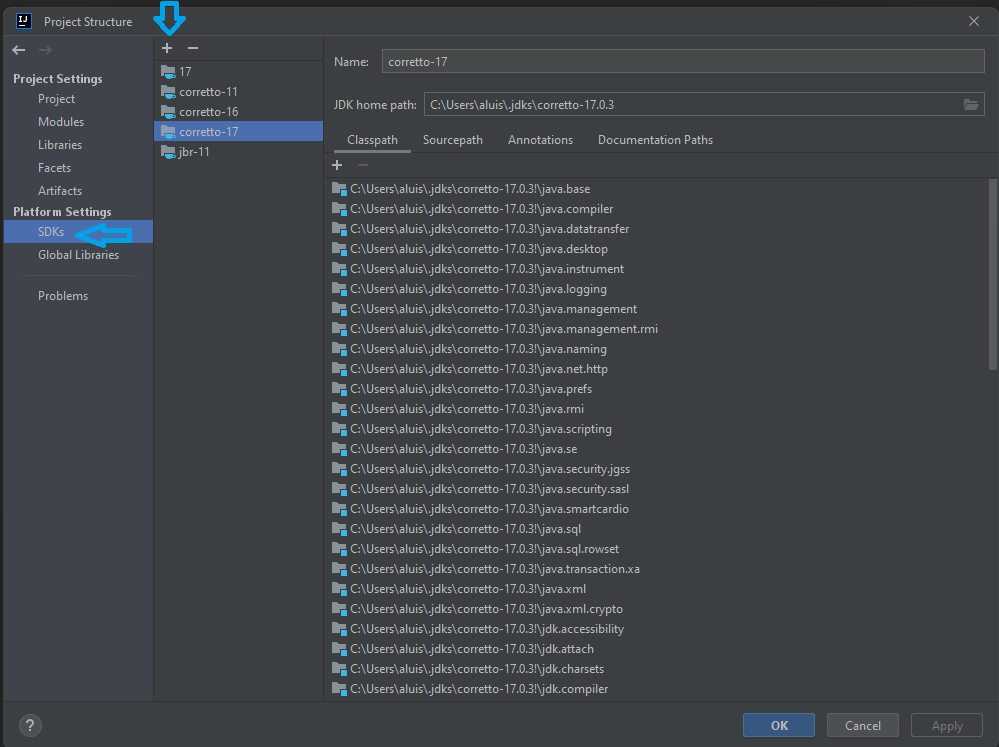 IJ
Project Structure
Project Settings
Project
Modules
Libraries
Facets
Artifacts
Platform Settings
SDKs
Global Libraries
Problems
17
corretto-11
corretto-16
corretto-17
jbr-11
Name: corretto-17
JDK home path: C:\Users\aluis\.jdks\corretto-17.0.3
Classpath Sourcepath Annotations Documentation Paths
C:\Users\aluis\.jdks\corretto-17.0.3!\java.base
C:\Users\aluis\.jdks\corretto-17.0.3!\java.compiler
C:\Users\aluis\.jdks\corretto-17.0.3!\java.datatransfer
C:\Users\aluis\.jdks\corretto-17.0.3!\java.desktop
C:\Users\aluis\.jdks\corretto-17.0.3!\java.instrument
C:\Users\aluis\.jdks\corretto-17.0.3!\java.logging
C:\Users\aluis\.jdks\corretto-17.0.3!\java.management
C:\Users\aluis\.jdks\corretto-17.0.3!\java.management.rmi
C:\Users\aluis\.jdks\corretto-17.0.3!\java.naming
C:\Users\aluis\.jdks\corretto-17.0.3!\java.net.http
C:\Users\aluis\.jdks\corretto-17.0.3!\java.prefs
C:\Users\aluis\.jdks\corretto-17.0.3!\java.rmi
C:\Users\aluis\.jdks\corretto-17.0.3!\java.scripting
C:\Users\aluis\.jdks\corretto-17.0.3!\java.se
C:\Users\aluis\.jdks\corretto-17.0.3!\java.security.jgss
C:\Users\aluis\.jdks\corretto-17.0.3!\java.security.sasl
C:\Users\aluis\.jdks\corretto-17.0.3!\java.smartcardio
C:\Users\aluis\.jdks\corretto-17.0.3!\java.sql
C:\Users\aluis\.jdks\corretto-17.0.3!\java.sql.rowset
C:\Users\aluis\.jdks\corretto-17.0.3!\java.transaction.xa
C:\Users\aluis\.jdks\corretto-17.0.3!\java.xml
C:\Users\aluis\.jdks\corretto-17.0.3!\java.xml.crypto
C:\Users\aluis\.jdks\corretto-17.0.3!\jdk.accessibility
C:\Users\aluis\.jdks\corretto-17.0.3!\jdk.attach
C:\Users\aluis\.jdks\corretto-17.0.3!\jdk.charsets
C:\Users\aluis\.jdks\corretto-17.0.3!\jdk.compiler
? OK Cancel Apply